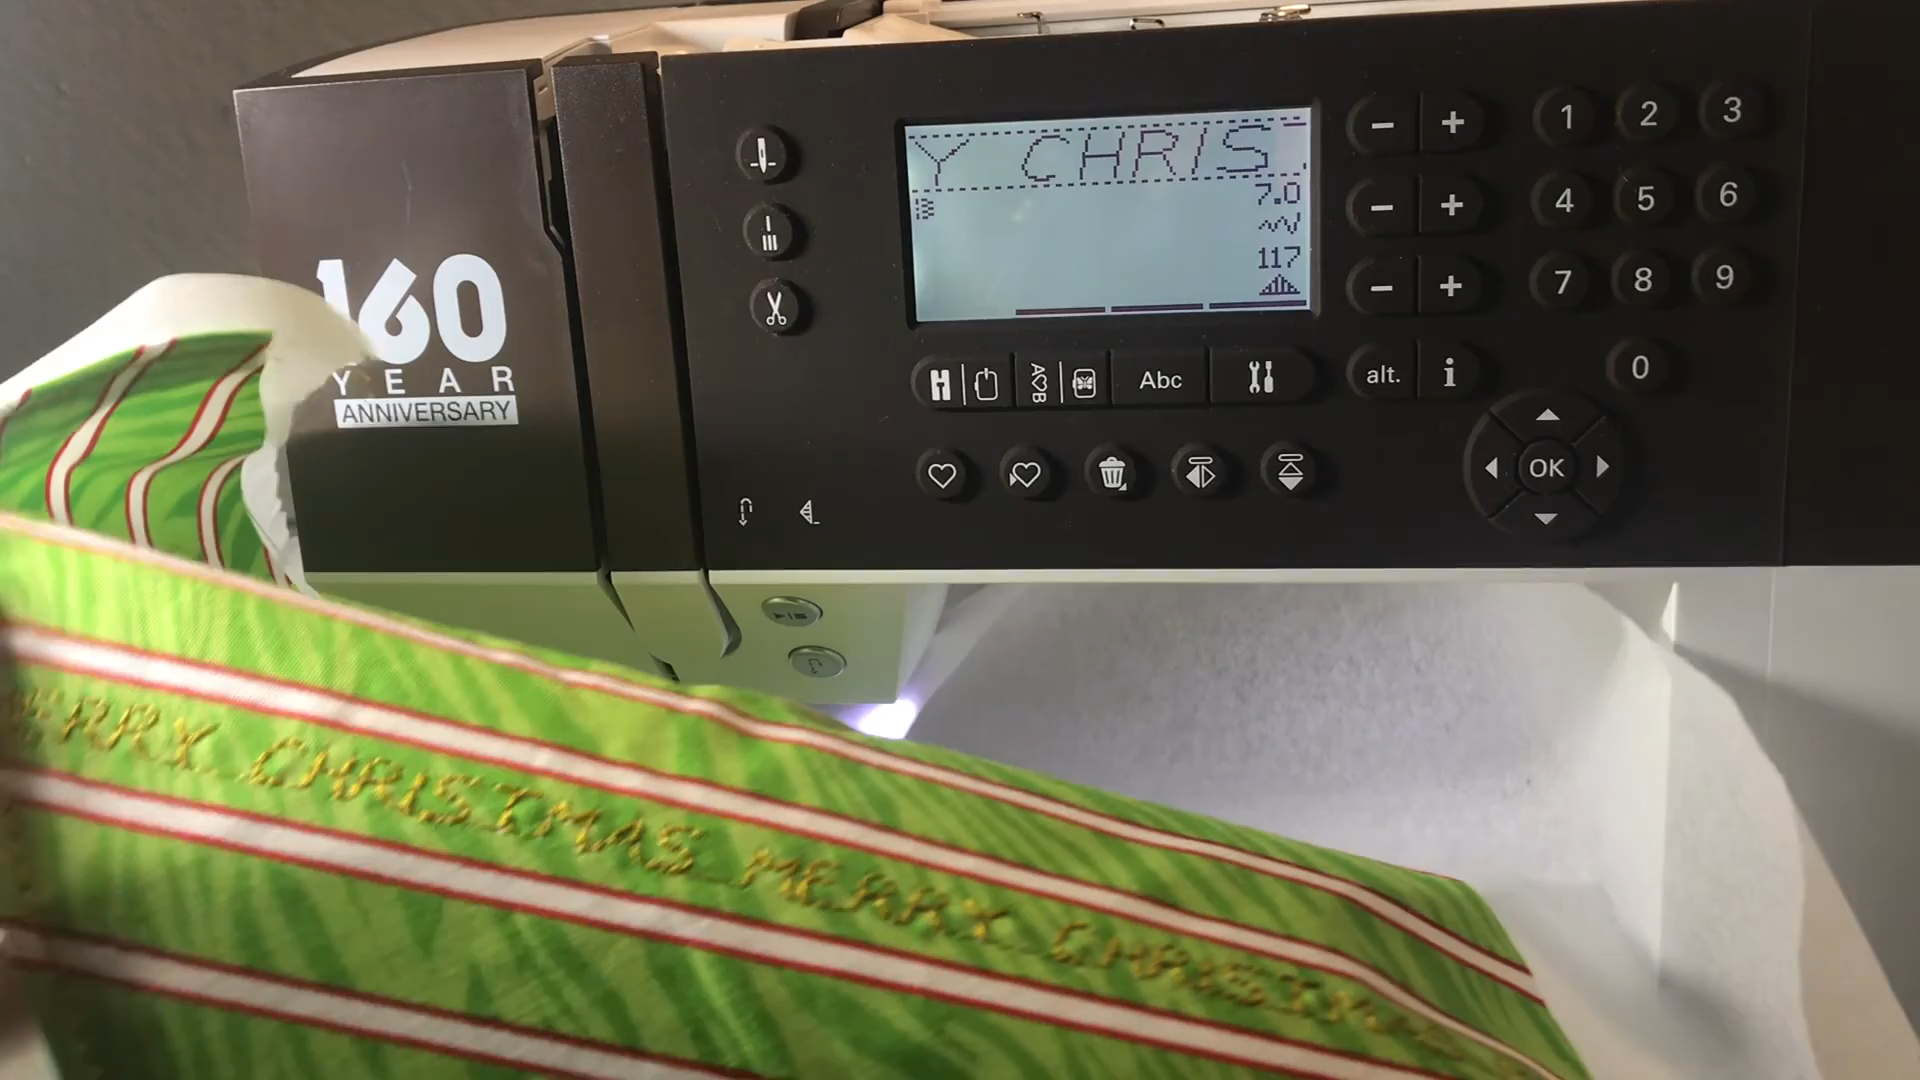 160
YEAR
ANNIVERSARY
Y CHRIS
7.0
117
- + 1 2 3
- + 4 5 6
- + 7 8 9
A♡B Abc alt. i 0
OK
ERRY CHRISTMAS MERRY CHRISTMAS